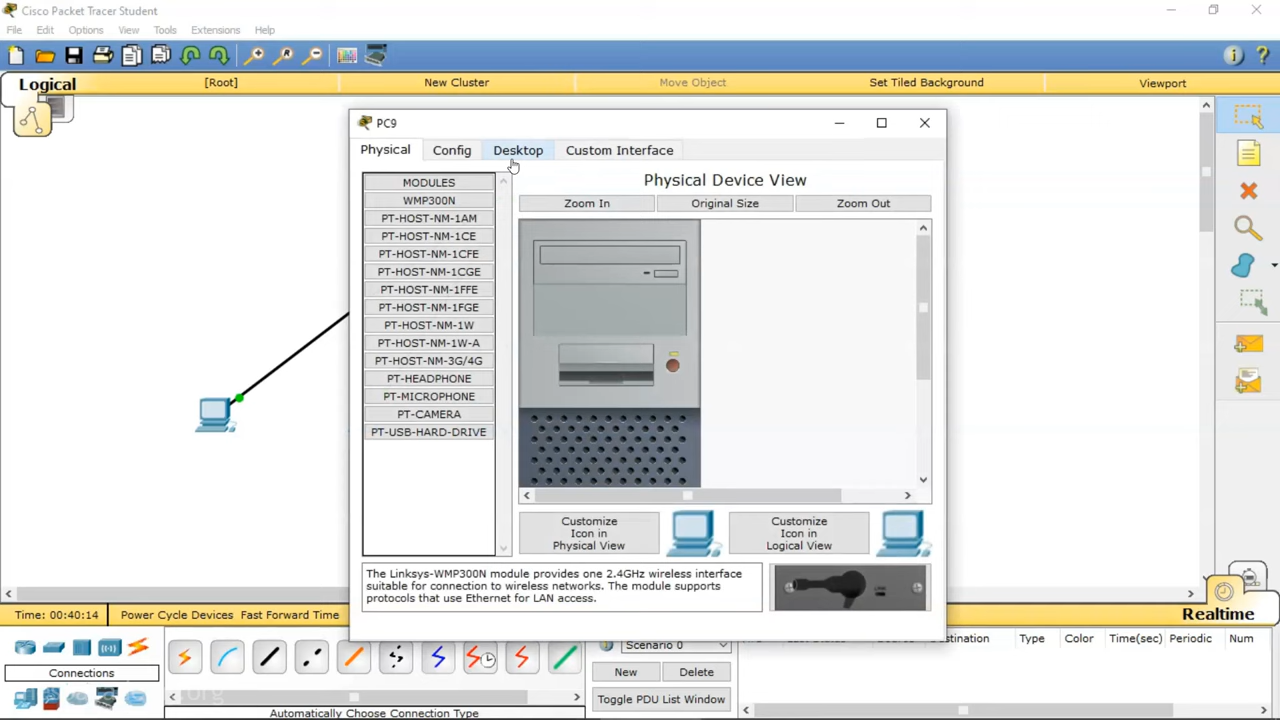 Cisco Packet Tracer Student
File Edit Options View Tools Extensions Help
Logical [Root] New Cluster Move Object Set Tiled Background Viewport
PC9
Physical Config Desktop Custom Interface
MODULES
WMP300N
PT-HOST-NM-1AM
PT-HOST-NM-1CE
PT-HOST-NM-1CFE
PT-HOST-NM-1CGE
PT-HOST-NM-1FFE
PT-HOST-NM-1FGE
PT-HOST-NM-1W
PT-HOST-NM-1W-A
PT-HOST-NM-3G/4G
PT-HEADPHONE
PT-MICROPHONE
PT-CAMERA
PT-USB-HARD-DRIVE
Physical Device View
Zoom In Original Size Zoom Out
Customize
Icon in
Physical View
Customize
Icon in
Logical View
The Linksys-WMP300N module provides one 2.4GHz wireless interface
suitable for connection to wireless networks. The module supports
protocols that use Ethernet for LAN access.
Time: 00:40:14 Power Cycle Devices Fast Forward Time
Realtime
Scenario 0
New Delete
Toggle PDU List Window
Type Color Time(sec) Periodic Num
Connections
Automatically Choose Connection Type